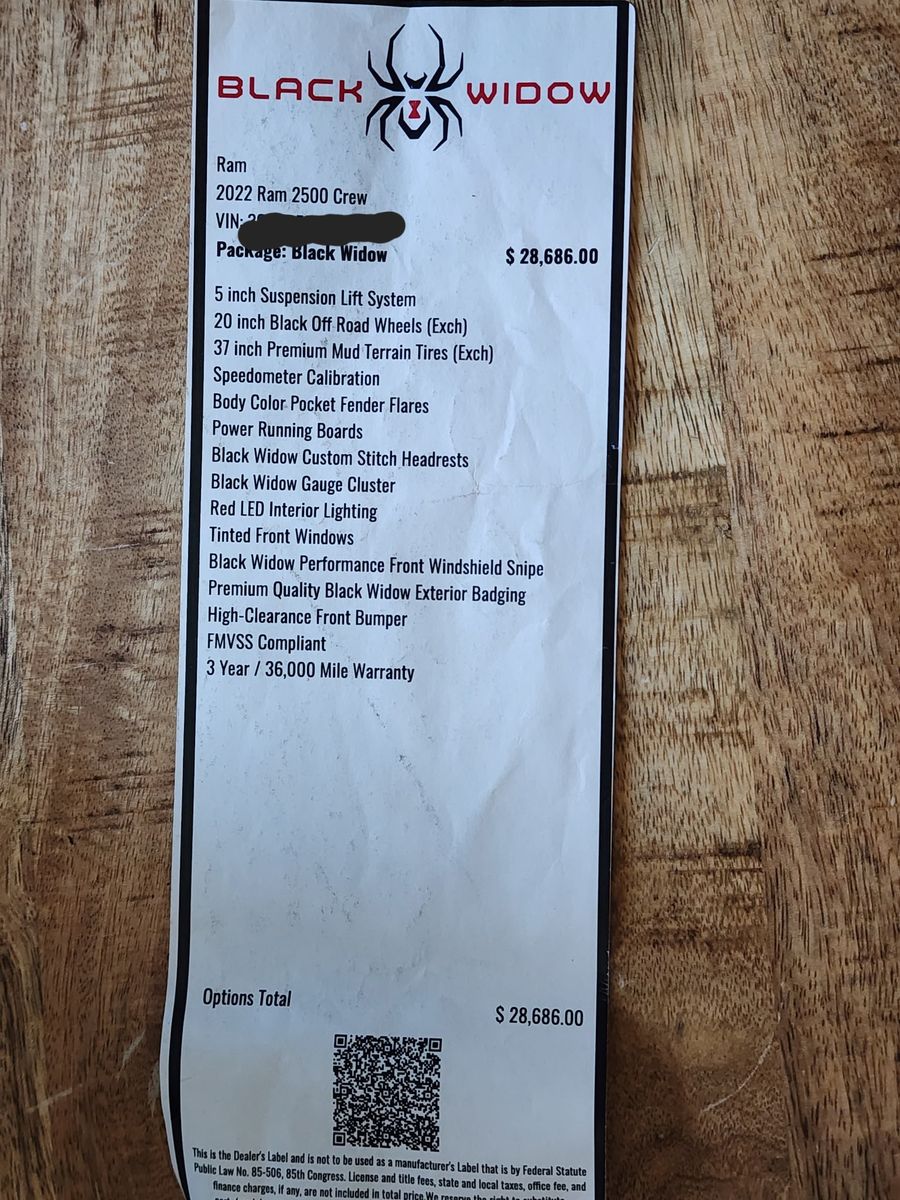 BLACK WIDOW
Ram
2022 Ram 2500 Crew
VIN:
Package: Black Widow $ 28,686.00
5 inch Suspension Lift System
20 inch Black Off Road Wheels (Exch)
37 inch Premium Mud Terrain Tires (Exch)
Speedometer Calibration
Body Color Pocket Fender Flares
Power Running Boards
Black Widow Custom Stitch Headrests
Black Widow Gauge Cluster
Red LED Interior Lighting
Tinted Front Windows
Black Widow Performance Front Windshield Snipe
Premium Quality Black Widow Exterior Badging
High-Clearance Front Bumper
FMVSS Compliant
3 Year / 36,000 Mile Warranty
Options Total
$ 28,686.00
This is the Dealer's Label and is not to be used as a manufacturer's Label that is by Federal Statute
Public Law No. 85-506, 85th Congress. License and title fees, state and local taxes, office fee, and
finance charges, if any, are not included in total price We reserve the right to substitute